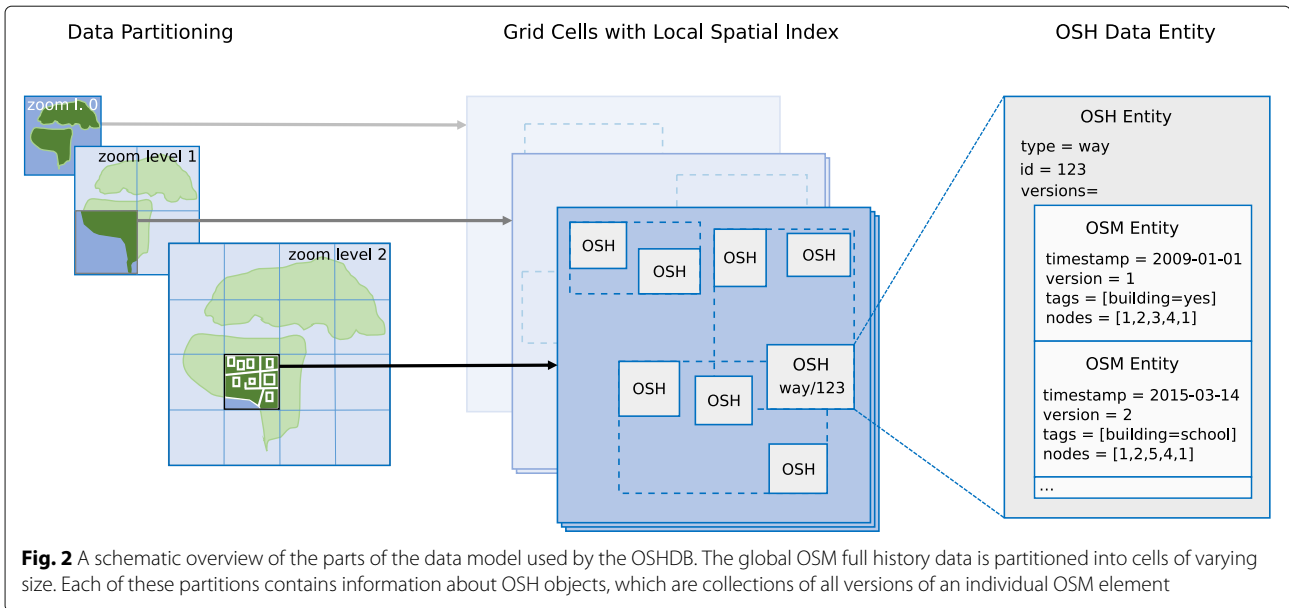 Data Partitioning
Grid Cells with Local Spatial Index
OSH Data Entity
zoom l. 0
zoom level 1
zoom level 2
OSH
OSH
OSH
OSH
OSH
OSH
OSH
way/123
OSH
OSH Entity
type = way
id = 123
versions=
OSM Entity
timestamp = 2009-01-01
version = 1
tags = [building=yes]
nodes = [1,2,3,4,1]
OSM Entity
timestamp = 2015-03-14
version = 2
tags = [building=school]
nodes = [1,2,5,4,1]
...
Fig. 2 A schematic overview of the parts of the data model used by the OSHDB. The global OSM full history data is partitioned into cells of varying
size. Each of these partitions contains information about OSH objects, which are collections of all versions of an individual OSM element